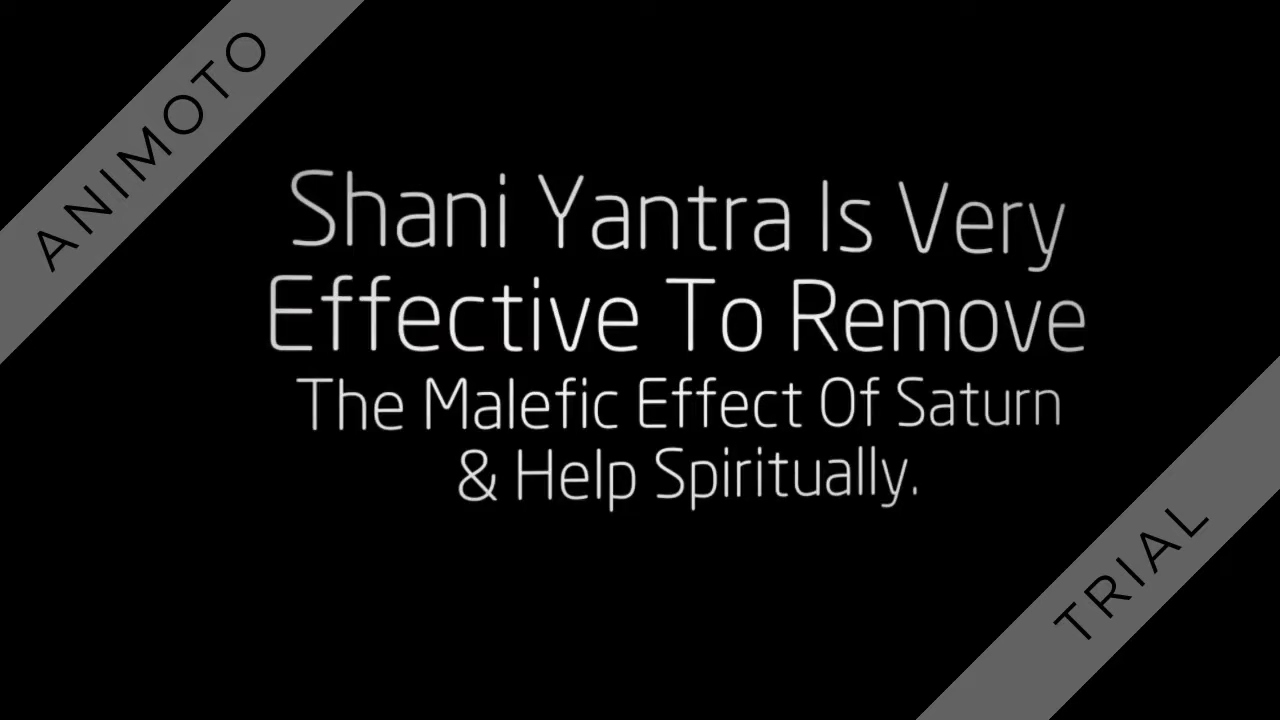 ANIMOTO
Shani Yantra Is Very
Effective To Remove
The Malefic Effect Of Saturn
& Help Spiritually.
TRIAL